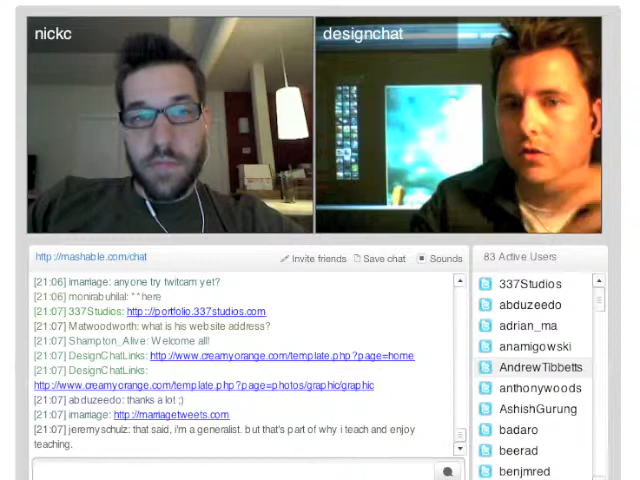 nickc
designchat
http://mashable.com/chat
Invite friends
Save chat
Sounds
83 Active Users
[21:06] imarriage: anyone try twitcam yet?
[21:06] monirabuhilal: **here
[21:07] 337Studios: http://portfolio.337studios.com
[21:07] Matwoodworth: what is his website address?
[21:07] Shampton_Alive: Welcome all!
[21:07] DesignChatLinks: http://www.creamyorange.com/template.php?page=home
[21:07] DesignChatLinks:
http://www.creamyorange.com/template.php?page=photos/graphic/graphic
[21:07] abduzeedo: thanks a lot ;)
[21:07] imarriage: http://marriagetweets.com
[21:07] jeremyschulz: that said, i'm a generalist. but that's part of why i teach and enjoy
teaching.
337Studios
abduzeedo
adrian_ma
anamigowski
AndrewTibbetts
anthonywoods
AshishGurung
badaro
beerad
benjmred